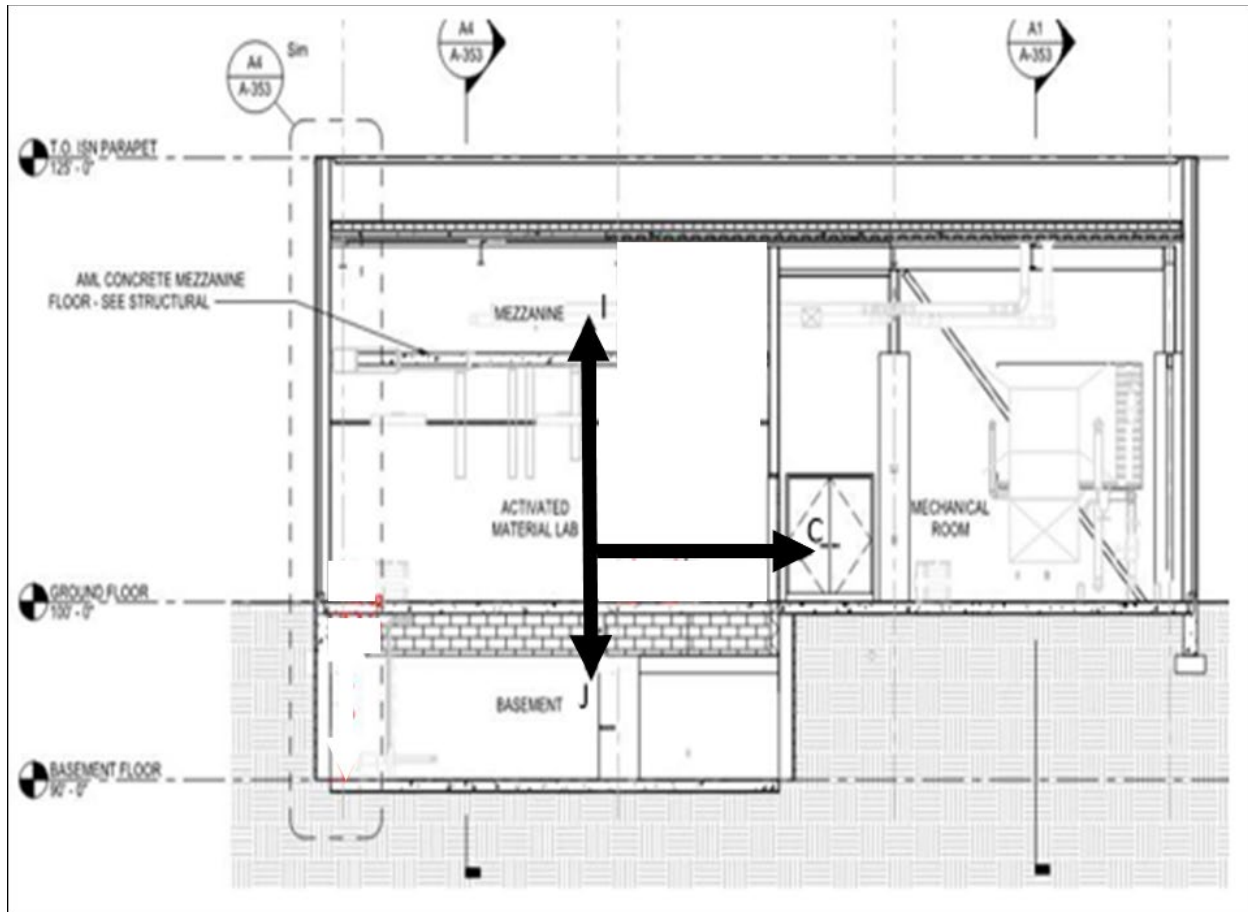 A4
A-353
A1
A-353
A4
A-353
Sin
T.O. ISN PARAPET
125' - 0"
AML CONCRETE MEZZANINE
FLOOR - SEE STRUCTURAL
MEZZANINE
I
ACTIVATED
MATERIAL LAB
C
MECHANICAL
ROOM
GROUND FLOOR
100' - 0"
BASEMENT
J
BASEMENT FLOOR
90' - 0"